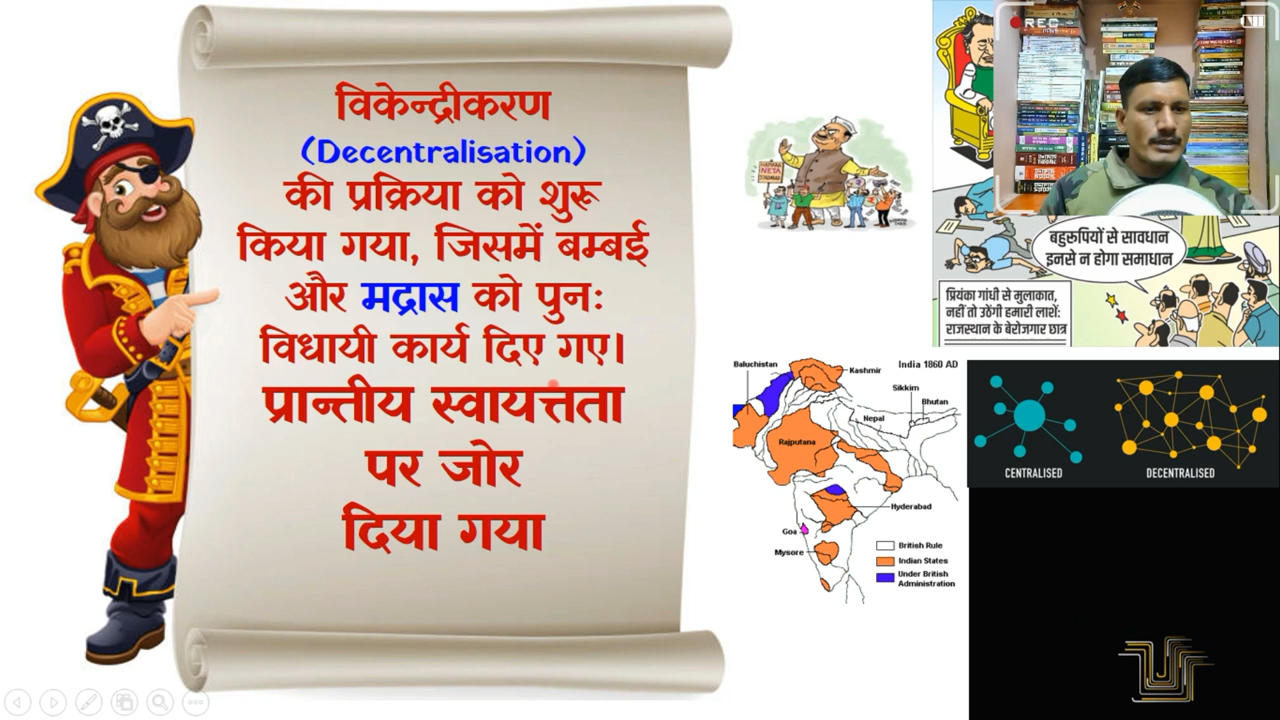 विकेन्द्रीकरण
(Decentralisation)
की प्रक्रिया को शुरू
किया गया, जिसमें बम्बई
और मद्रास को पुनः
विधायी कार्य दिए गए।
प्रान्तीय स्वायत्तता
पर जोर
दिया गया
HAMARA
NETA
REC
बहुरूपियों से सावधान
इनसे न होगा समाधान
प्रियंका गांधी से मुलाकात,
नहीं तो उठेंगी हमारी लाशें:
राजस्थान के बेरोजगार छात्र
India 1860 AD
Baluchistan
Kashmir
Sikkim
Bhutan
Nepal
Rajputana
Hyderabad
Goa
Mysore
British Rule
Indian States
Under British
Administration
CENTRALISED
DECENTRALISED